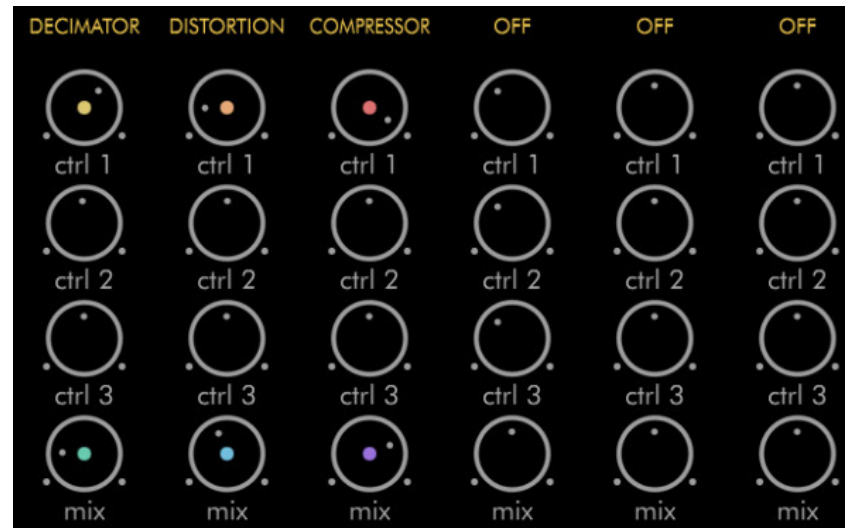 DECIMATOR DISTORTION COMPRESSOR OFF OFF OFF
ctrl 1 ctrl 1 ctrl 1 ctrl 1 ctrl 1 ctrl 1
ctrl 2 ctrl 2 ctrl 2 ctrl 2 ctrl 2 ctrl 2
ctrl 3 ctrl 3 ctrl 3 ctrl 3 ctrl 3 ctrl 3
mix mix mix mix mix mix